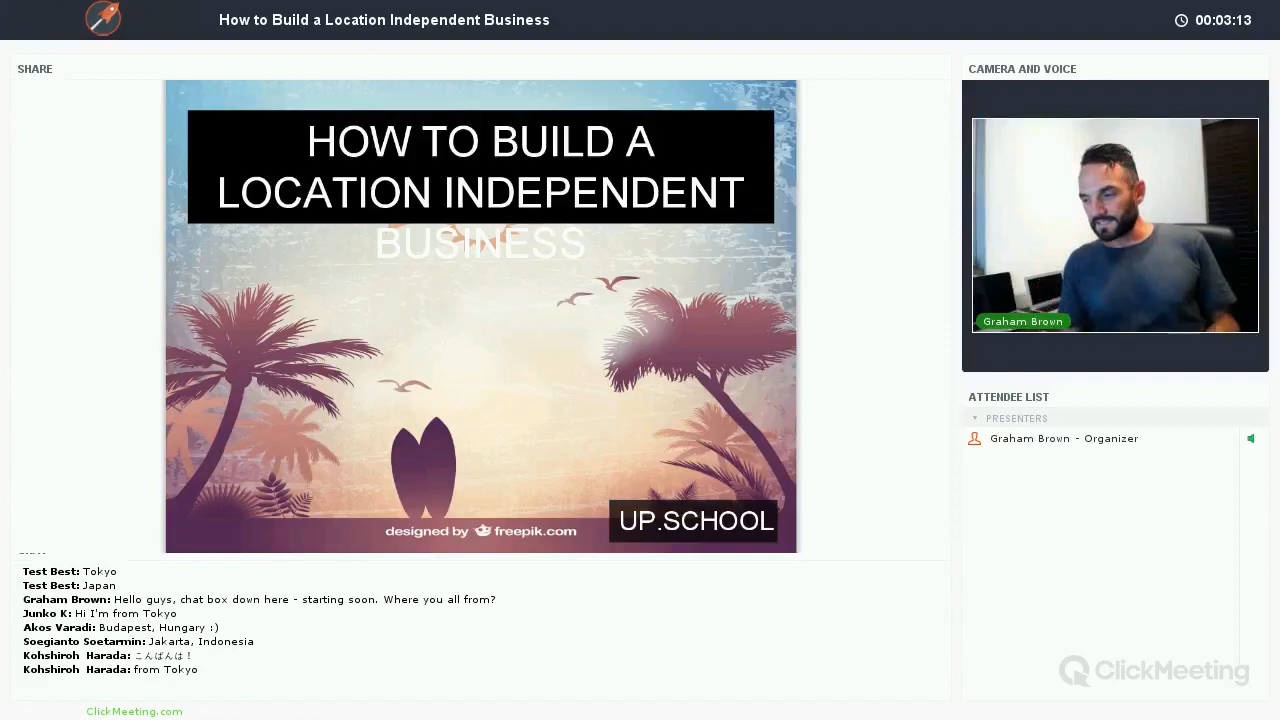 How to Build a Location Independent Business
00:03:13
SHARE
CAMERA AND VOICE
HOW TO BUILD A
LOCATION INDEPENDENT
BUSINESS
Graham Brown
ATTENDEE LIST
PRESENTERS
Graham Brown - Organizer
UP.SCHOOL
designed by freepik.com
Test Best: Tokyo
Test Best: Japan
Graham Brown: Hello guys, chat box down here - starting soon. Where you all from?
Junko K: Hi I'm from Tokyo
Akos Varadi: Budapest, Hungary :)
Soegianto Soetarmin: Jakarta, Indonesia
Kohshiroh Harada: こんばんは！
Kohshiroh Harada: from Tokyo
ClickMeeting
ClickMeeting.com